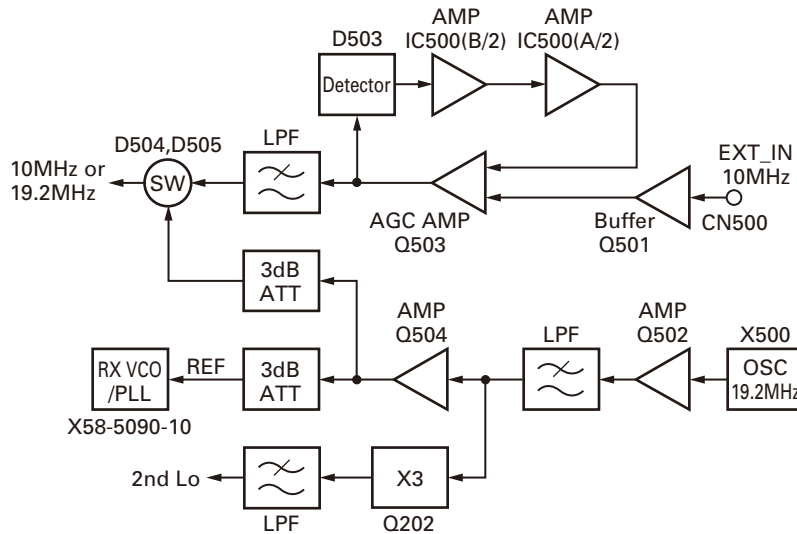 AMP
IC500(B/2)
AMP
IC500(A/2)
D503
Detector
D504,D505
LPF
10MHz or
19.2MHz
SW
EXT_IN
10MHz
CN500
AGC AMP
Q503
Buffer
Q501
3dB
ATT
AMP
Q504
LPF
AMP
Q502
X500
OSC
19.2MHz
RX VCO
/PLL
REF
3dB
ATT
X58-5090-10
2nd Lo
LPF
X3
Q202